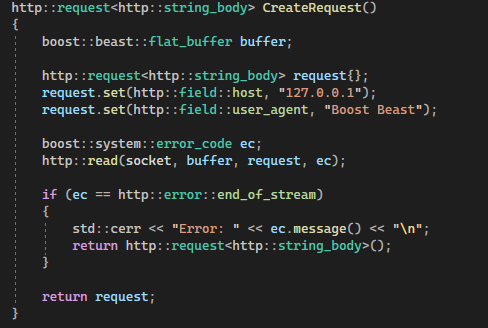 http::request<http::string_body> CreateRequest()
{
    boost::beast::flat_buffer buffer;
    http::request<http::string_body> request{};
    request.set(http::field::host, "127.0.0.1");
    request.set(http::field::user_agent, "Boost Beast");
    boost::system::error_code ec;
    http::read(socket, buffer, request, ec);
    if (ec == http::error::end_of_stream)
    {
        std::cerr << "Error: " << ec.message() << "\n";
        return http::request<http::string_body>();
    }
    return request;
}